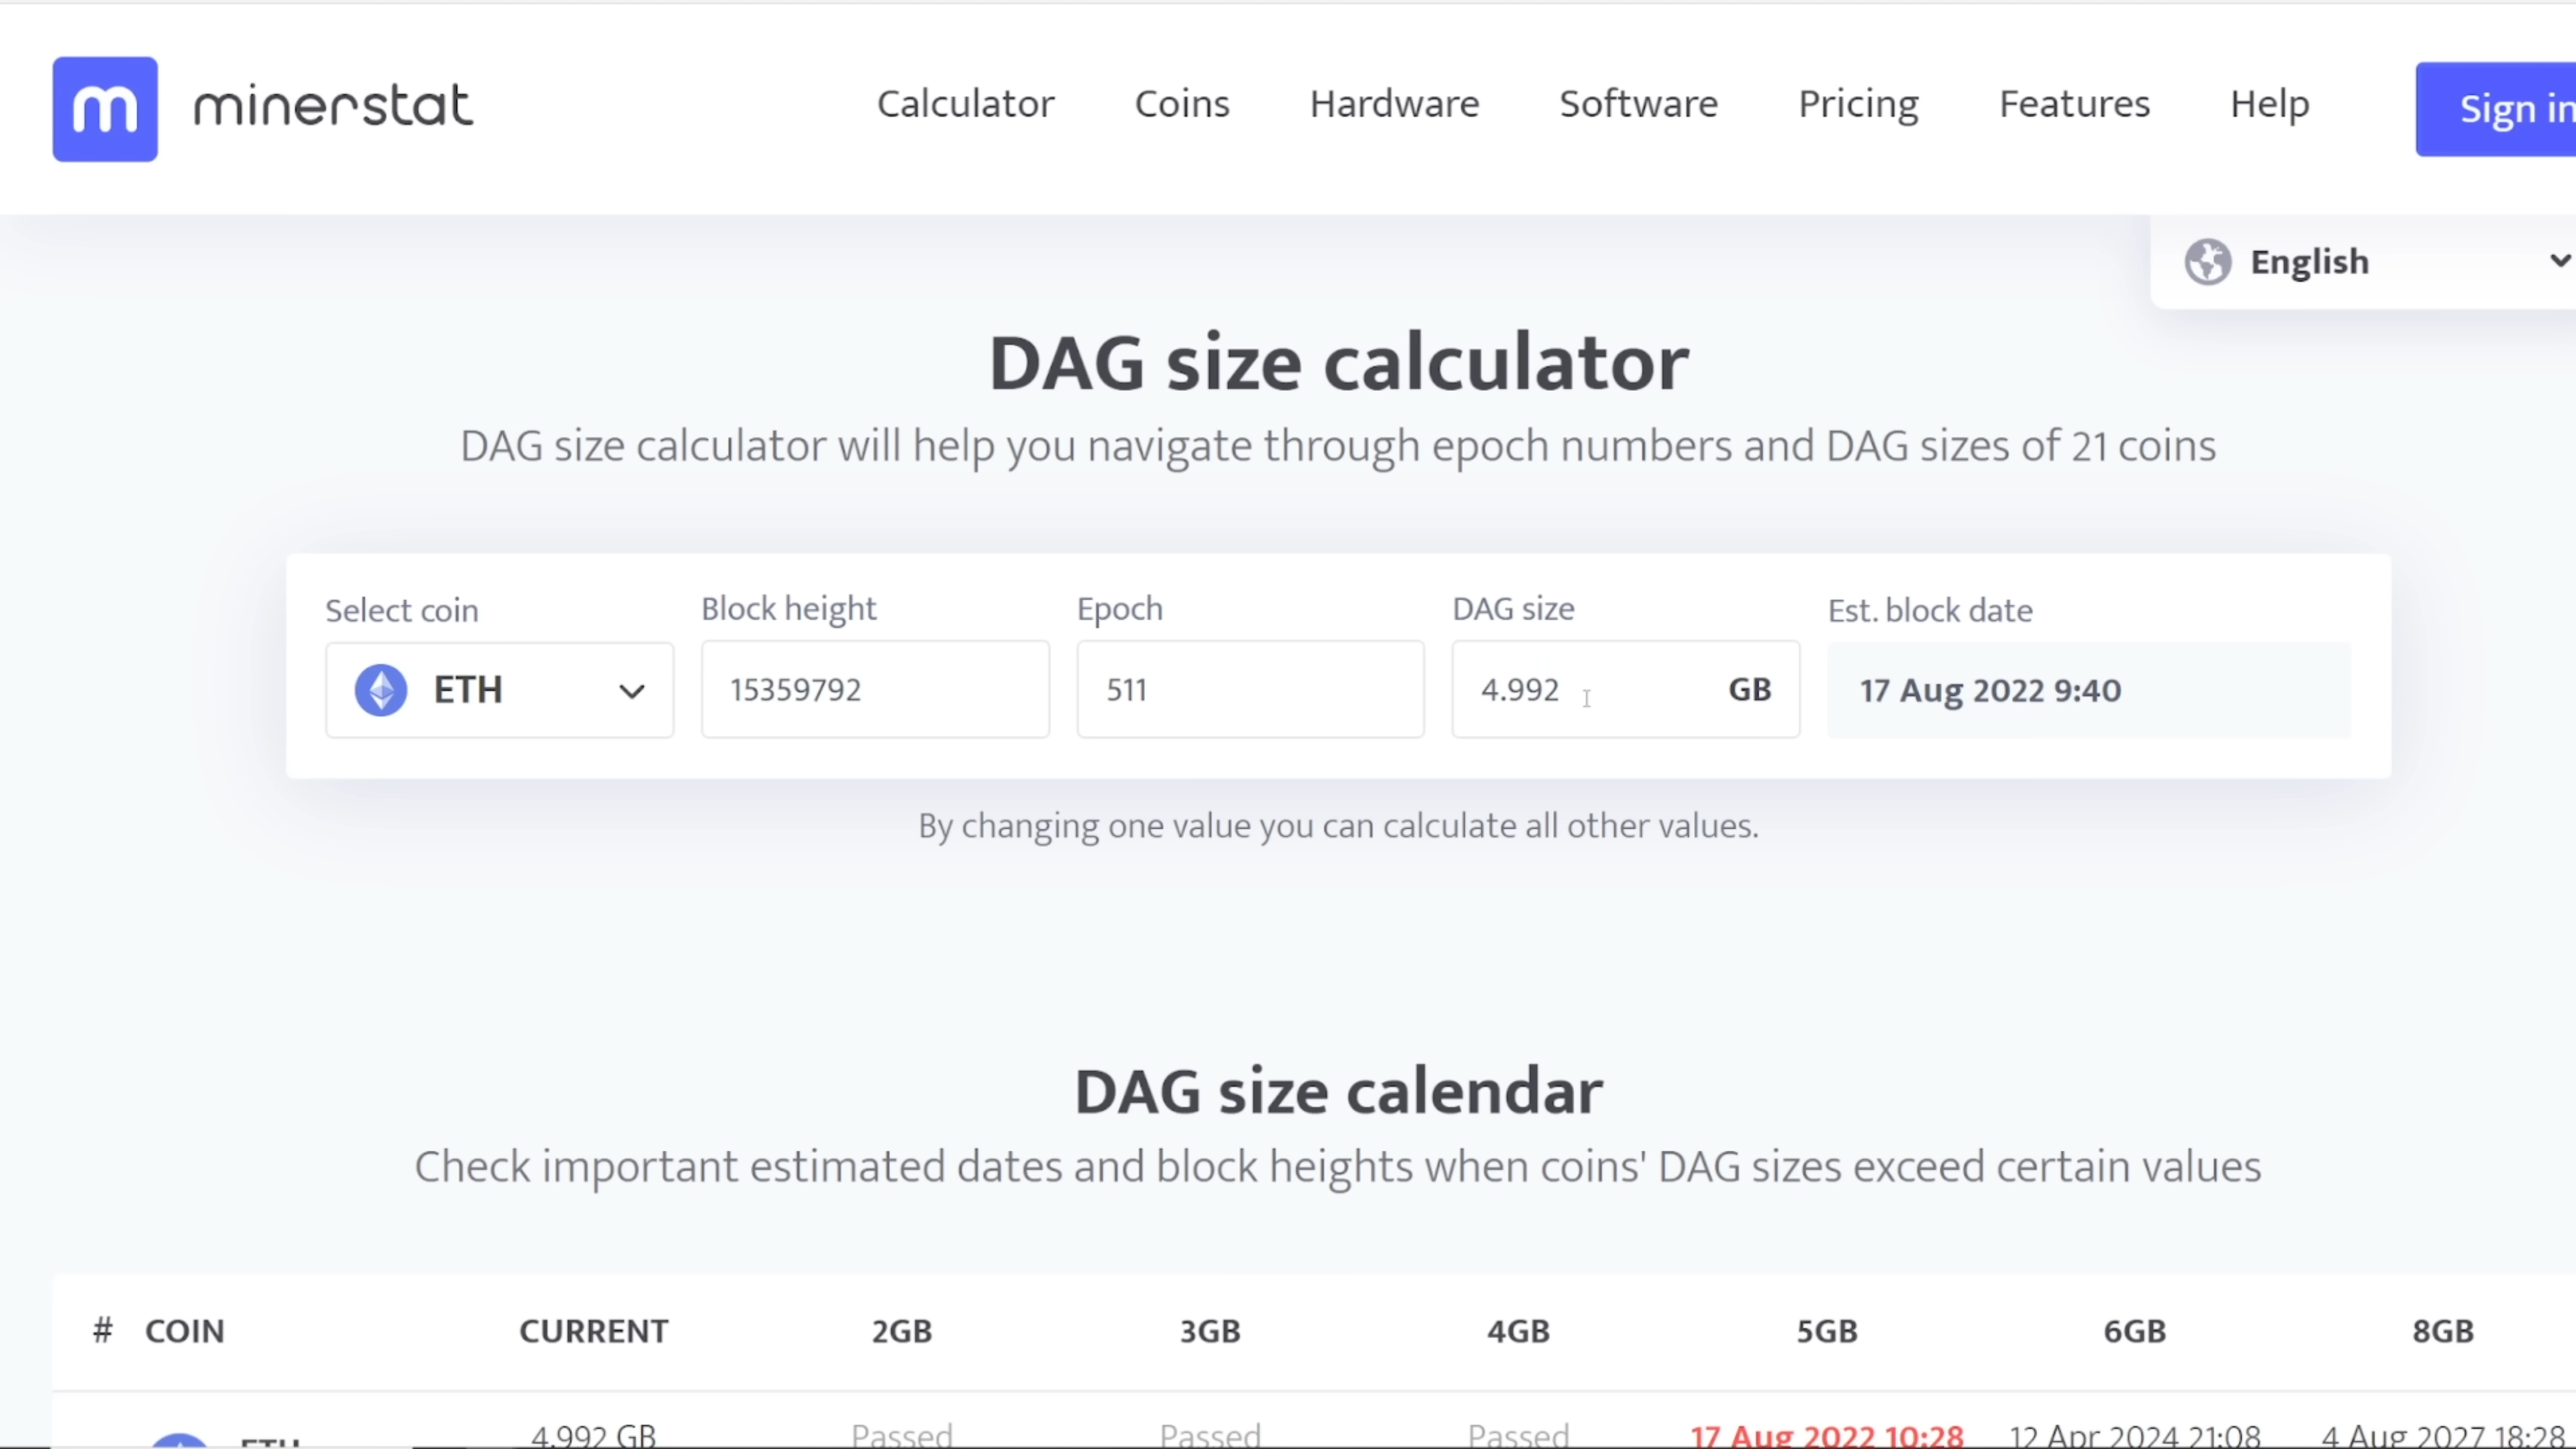 m minerstat Calculator Coins Hardware Software Pricing Features Help Sign in
English
DAG size calculator
DAG size calculator will help you navigate through epoch numbers and DAG sizes of 21 coins
Select coin Block height Epoch DAG size Est. block date
ETH 15359792 511 4.992 GB 17 Aug 2022 9:40
By changing one value you can calculate all other values.
DAG size calendar
Check important estimated dates and block heights when coins' DAG sizes exceed certain values
# COIN CURRENT 2GB 3GB 4GB 5GB 6GB 8GB
ETH 4.992 GB Passed Passed Passed 17 Aug 2022 10:28 12 Apr 2024 21:08 4 Aug 2027 18:28